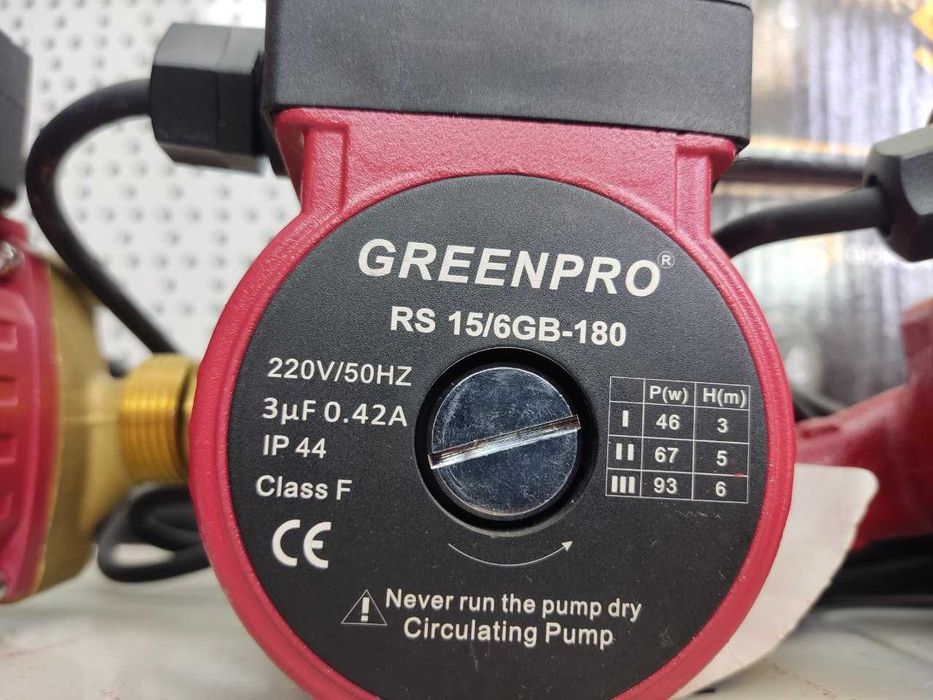 GREENPRO®
RS 15/6GB-180
220V/50HZ
3µF 0.42A
IP 44
Class F
CE
P(w) H(m)
I 46 3
II 67 5
III 93 6
Never run the pump dry
Circulating Pump